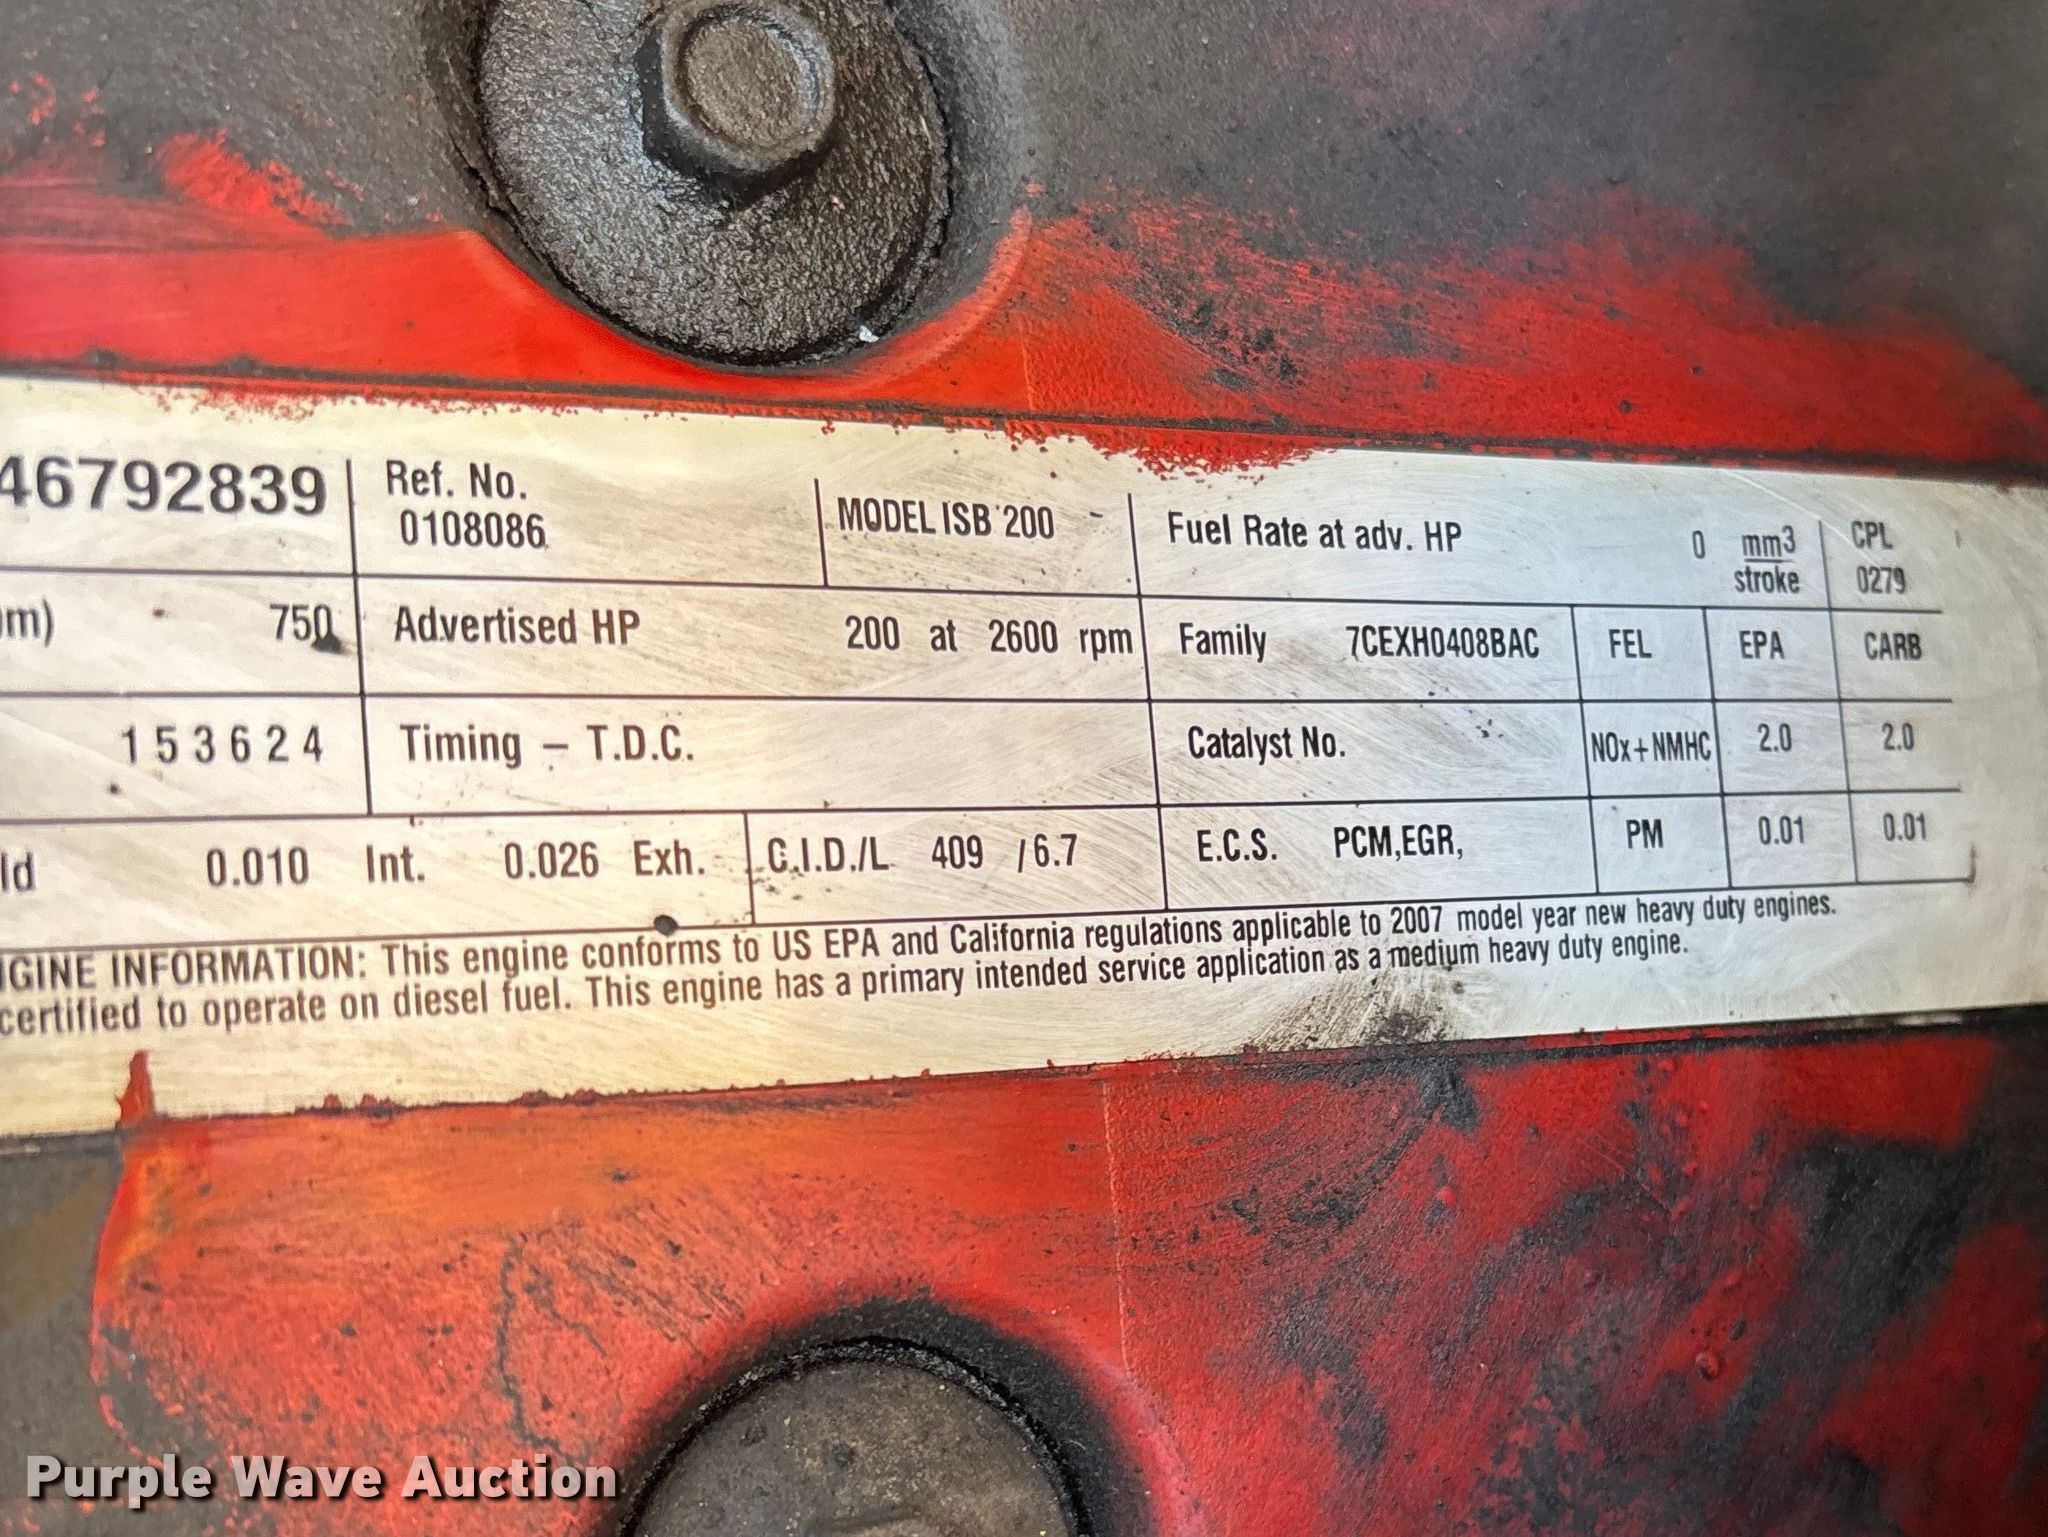 46792839 Ref. No. MODEL ISB 200 Fuel Rate at adv. HP 0 mm3 CPL
0108086 stroke 0279
m) 750 Advertised HP 200 at 2600 rpm Family 7CEXH0408BAC FEL EPA CARB
153624 Timing – T.D.C. Catalyst No. NOx+NMHC 2.0 2.0
ld 0.010 Int. 0.026 Exh. C.I.D./L 409 /6.7 E.C.S. PCM,EGR, PM 0.01 0.01
GINE INFORMATION: This engine conforms to US EPA and California regulations applicable to 2007 model year new heavy duty engines.
certified to operate on diesel fuel. This engine has a primary intended service application as a medium heavy duty engine.
Purple Wave Auction